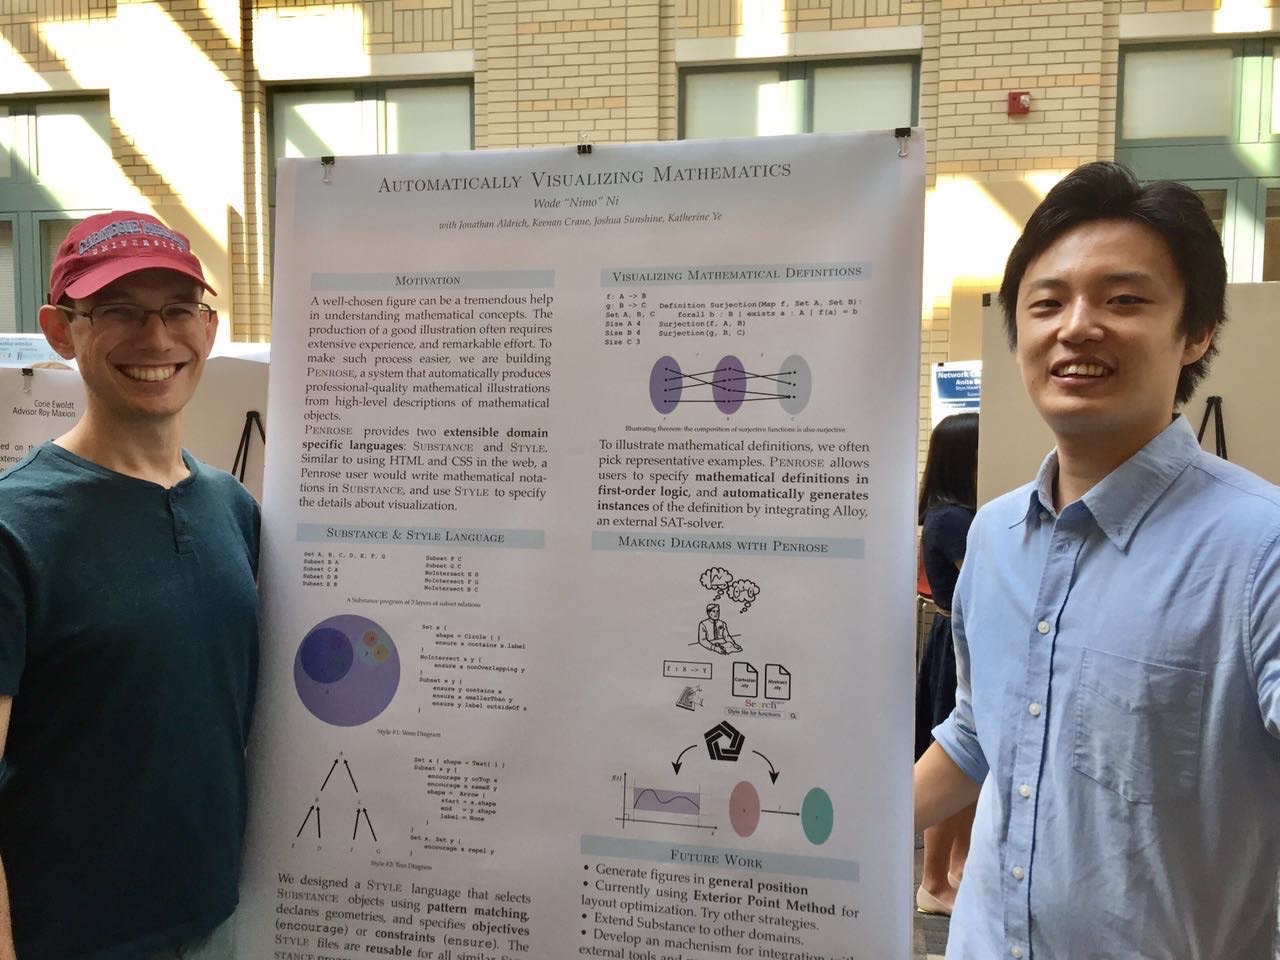 AUTOMATICALLY VISUALIZING MATHEMATICS
Wode "Nimo" Ni
with Jonathan Aldrich, Keenan Crane, Joshua Sunshine, Katherine Ye
MOTIVATION
A well-chosen figure can be a tremendous help
in understanding mathematical concepts. The
production of a good illustration often requires
extensive experience, and remarkable effort. To
make such process easier, we are building
PENROSE, a system that automatically produces
professional-quality mathematical illustrations
from high-level descriptions of mathematical
objects.
PENROSE provides two extensible domain
specific languages: SUBSTANCE and STYLE.
Similar to using HTML and CSS in the web, a
Penrose user would write mathematical nota-
tions in SUBSTANCE, and use STYLE to specify
the details about visualization.
SUBSTANCE & STYLE LANGUAGE
Set A, B, C, D, E, F, G
Subset B A
Subset C A
Subset D B
Subset E B
Subset F C
Subset G C
NoIntersect E D
NoIntersect F G
NoIntersect B C
A Substance program of 3 layers of subset relations
Set x {
shape = Circle { }
ensure x contains x.label
}
NoIntersect x y {
ensure x nonOverlapping y
}
Subset x y {
ensure y contains x
ensure x smallerThan y
ensure y.label outsideOf x
}
Style #1: Venn Diagram
A
B C
E D F G
Set x { shape = Text{ } }
Subset x y {
encourage y onTop x
encourage x sameX y
shape = Arrow {
start = x.shape
end = y.shape
label = None
}
}
Set x, Set y {
encourage x repel y
}
Style #2: Tree Diagram
We designed a STYLE language that selects
SUBSTANCE objects using pattern matching,
declares geometries, and specifies objectives
(encourage) or constraints (ensure). The
STYLE files are reusable for all similar
VISUALIZING MATHEMATICAL DEFINITIONS
f: A -> B
g: B -> C
Set A, B, C
Size A 4
Size B 4
Size C 3
Definition Surjection(Map f, Set A, Set B):
forall b : B | exists a : A | f(a) = b
Surjection(f, A, B)
Surjection(g, B, C)
f g
A B C
Illustrating theorem: the composition of surjective functions is also surjective
To illustrate mathematical definitions, we often
pick representative examples. PENROSE allows
users to specify mathematical definitions in
first-order logic, and automatically generates
instances of the definition by integrating Alloy,
an external SAT-solver.
MAKING DIAGRAMS WITH PENROSE
f : X -> Y
Cartesian
.sty
Abstract
.sty
Search
Style file for functions
f(x)
x
FUTURE WORK
• Generate figures in general position
• Currently using Exterior Point Method for
layout optimization. Try other strategies.
• Extend Substance to other domains.
• Develop an machenism for integration with
external tools and
CARNEGIE MELLON
UNIVERSITY
Corie Ewoldt
Advisor Roy Maxion
Network
Anita